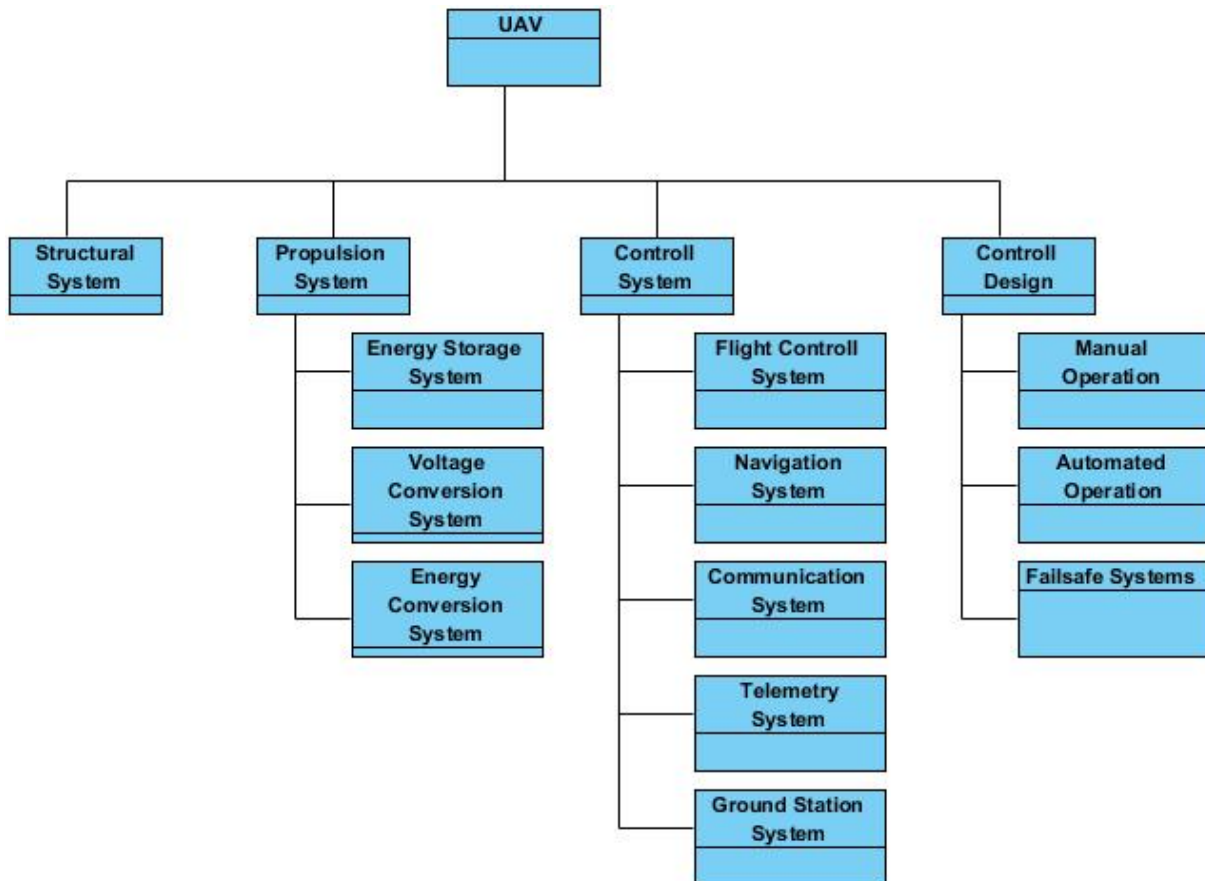 UAV
Structural
System
Propulsion
System
Controll
System
Controll
Design
Energy Storage
System
Voltage
Conversion
System
Energy
Conversion
System
Flight Controll
System
Navigation
System
Communication
System
Telemetry
System
Ground Station
System
Manual
Operation
Automated
Operation
Failsafe Systems